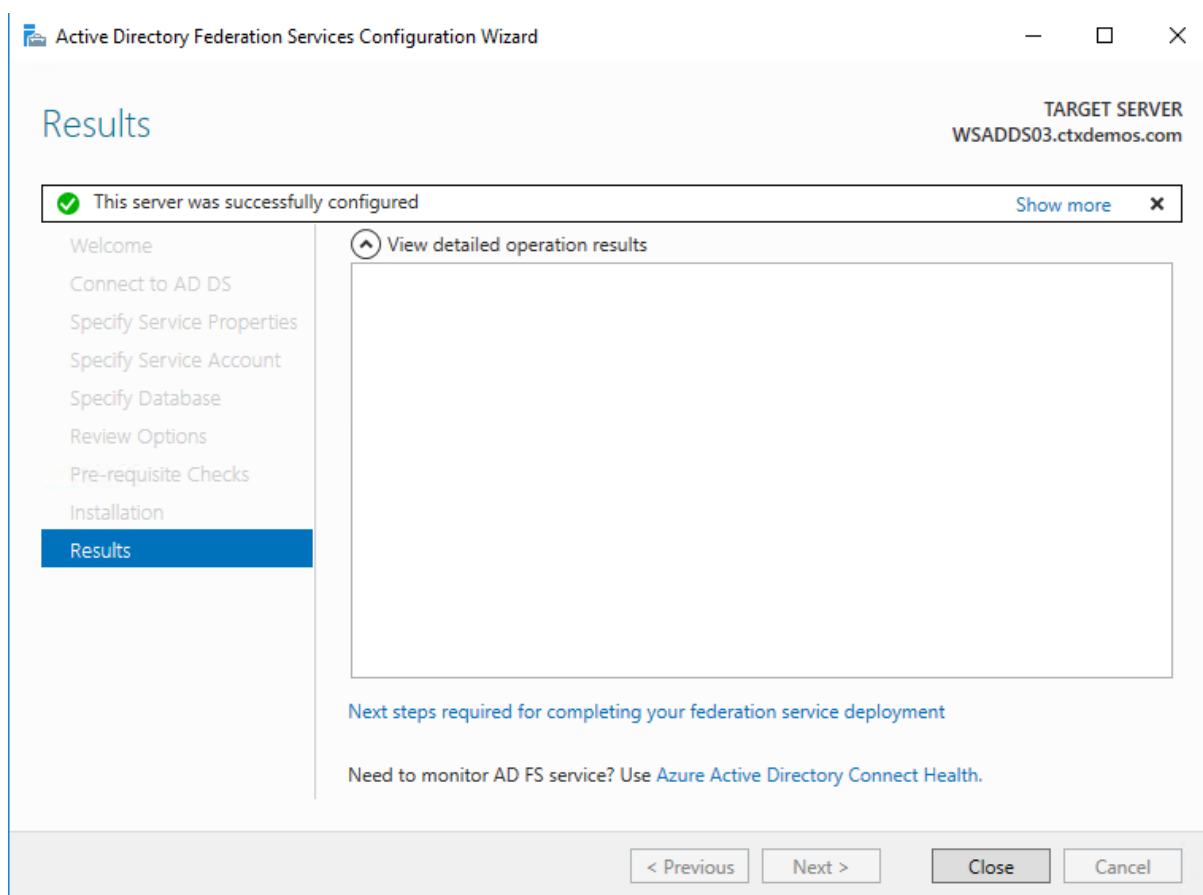 Active Directory Federation Services Configuration Wizard
Results
TARGET SERVER
WSADDS03.ctxdemos.com
This server was successfully configured
Show more
Welcome
Connect to AD DS
Specify Service Properties
Specify Service Account
Specify Database
Review Options
Pre-requisite Checks
Installation
Results
View detailed operation results
Next steps required for completing your federation service deployment
Need to monitor AD FS service? Use Azure Active Directory Connect Health.
< Previous
Next >
Close
Cancel